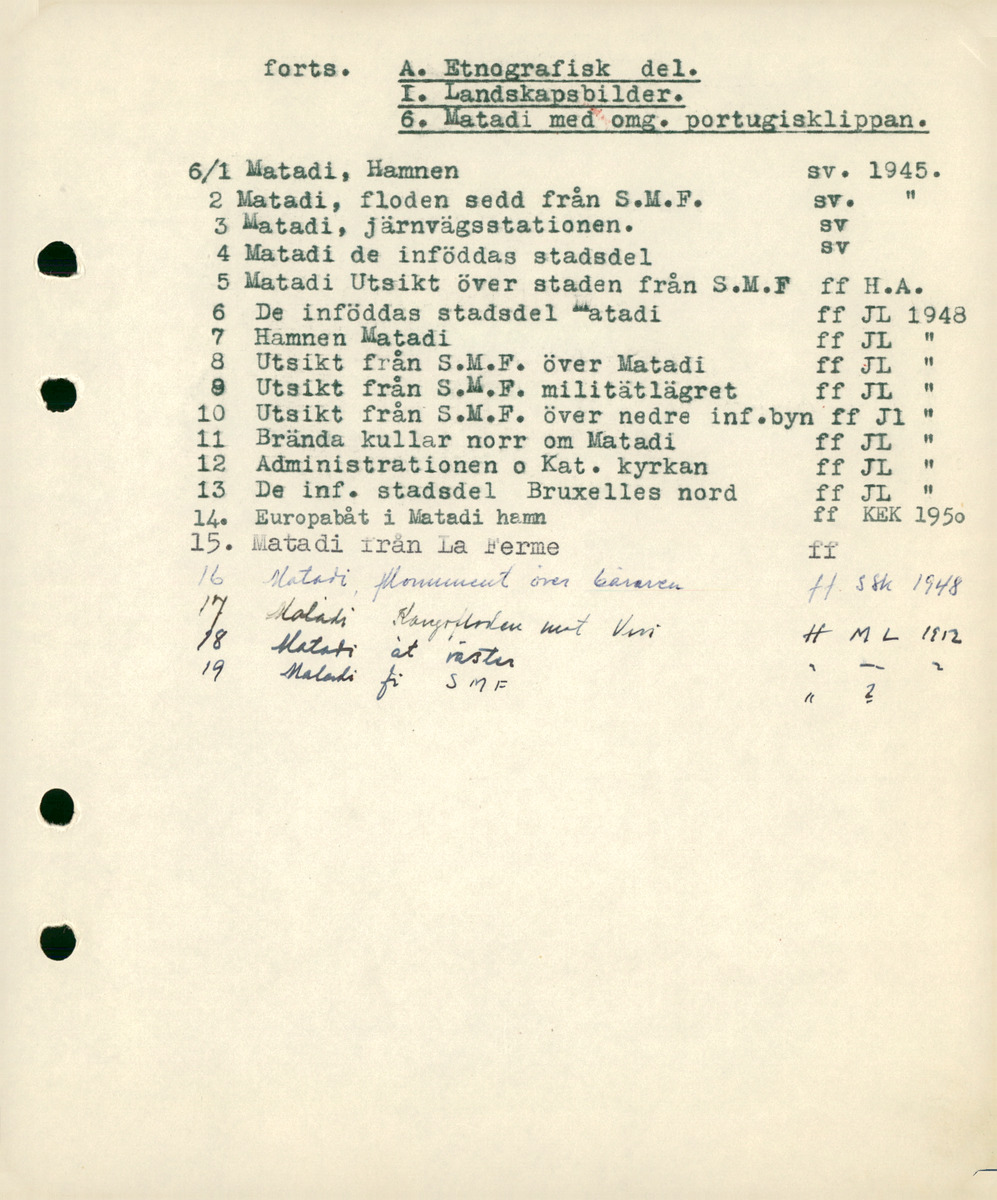 forts. A. Etnografisk del.
I. Landskapsbilder.
6. Matadi med omg. portugisklippan.
6/1 Matadi, Hamnen sv. 1945.
2 Matadi, floden sedd från S.M.F. sv. "
3 Matadi, järnvägsstationen. sv
4 Matadi de inföddas stadsdel sv
5 Matadi Utsikt över staden från S.M.F ff H.A.
6 De inföddas stadsdel Matadi ff JL 1948
7 Hamnen Matadi ff JL "
8 Utsikt från S.M.F. över Matadi ff JL "
9 Utsikt från S.M.F. militätlägret ff JL "
10 Utsikt från S.M.F. över nedre inf.byn ff Jl "
11 Brända kullar norr om Matadi ff JL "
12 Administrationen o Kat. kyrkan ff JL "
13 De inf. stadsdel Bruxelles nord ff JL "
14. Europabåt i Matadi hamn ff KEK 1950
15. Matadi från La Ferme ff
16 Matadi, Monument över bäraren ff SSK 1948
17 Matadi Kongofloden mot Vivi ff M L 1912
18 Matadi åt väster " — "
19 Matadi fr S M F " ?